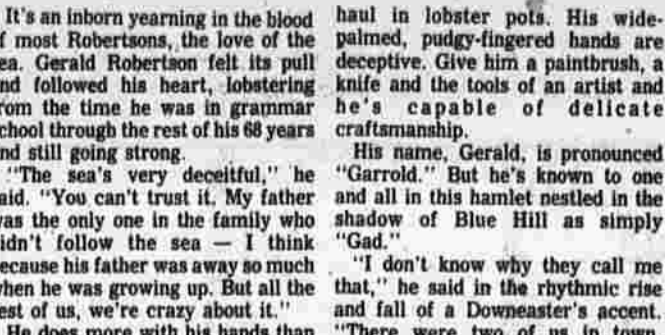 It's an inborn yearning in the blood
f most Robertsons, the love of the
ea. Gerald Robertson felt its pull
nd followed his heart, lobstering
rom the time he was in grammar
chool through the rest of his 68 years
nd still going strong.
"The sea's very deceitful," he
aid. "You can't trust it. My father
as the only one in the family who
idn't follow the sea — I think
ecause his father was away so much
hen he was growing up. But all the
est of us, we're crazy about it."
He does more with his hands than
haul in lobster pots. His wide-
palmed, pudgy-fingered hands are
deceptive. Give him a paintbrush, a
knife and the tools of an artist and
he's capable of delicate
craftsmanship.
His name, Gerald, is pronounced
"Garrold." But he's known to one
and all in this hamlet nestled in the
shadow of Blue Hill as simply
"Gad."
"I don't know why they call me
that," he said in the rhythmic rise
and fall of a Downeaster's accent.
"There were two of us a town